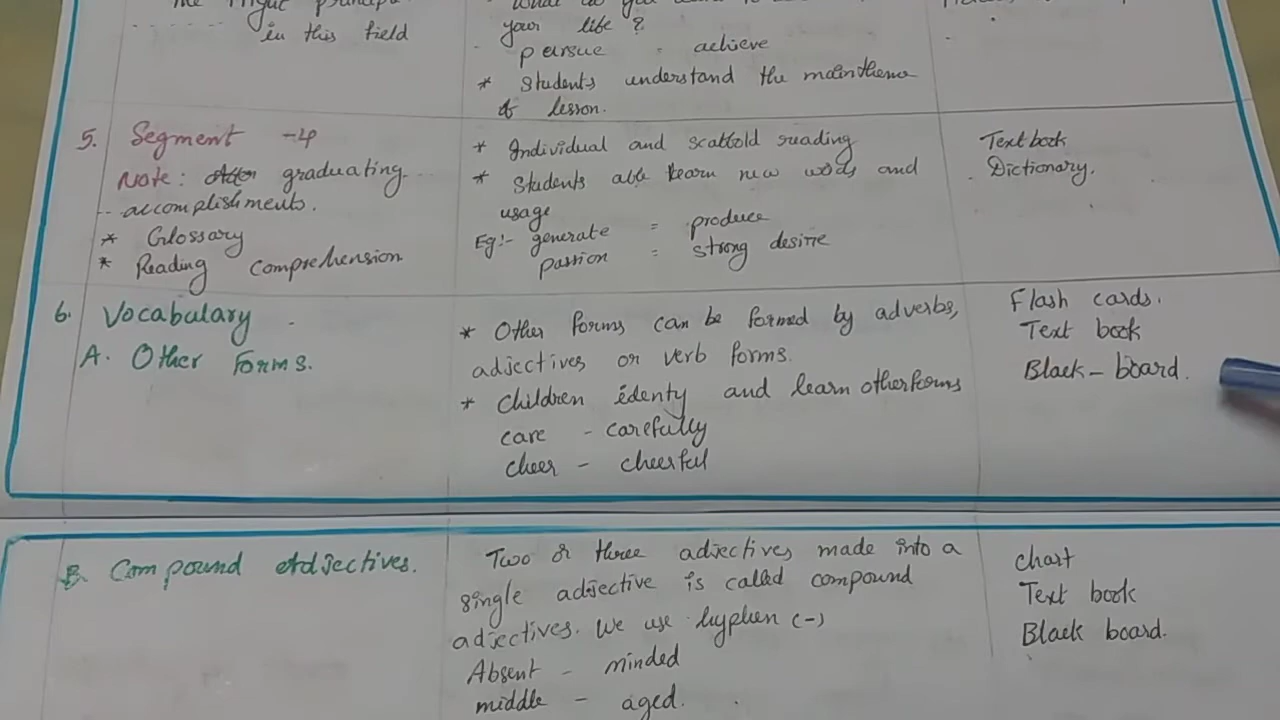 in this field
your life ?
pursue = achieve
* Students understand the maintheme
of lesson.
5. Segment -4
Note: After graduating
accomplishments.
* Glossary
* Reading Comprehension
* Individual and scaffold reading
* Students able learn new words and
usage
Eg:- generate = produce
passion = strong desire
Text book
Dictionary.
6. Vocabulary
A. Other Forms.
* Other forms can be formed by adverbs,
adjectives or verb forms.
* Children identy and learn otherforms
care - carefully
cheer - cheerful
Flash cards.
Text book
Black - board.
B. Compound Adjectives.
Two or three adjectives made into a
single adjective is called compound
adjectives. We use hyphen (-)
Absent - minded
middle - aged.
Chart
Text book
Black board.